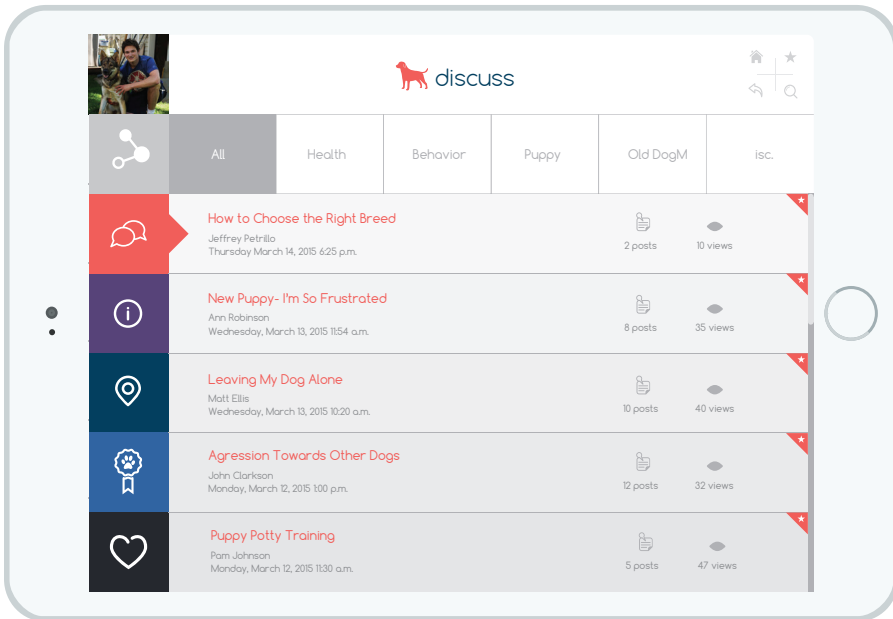 discuss
All
Health
Behavior
Puppy
Old DogM
isc.
How to Choose the Right Breed
Jeffrey Petrillo
Thursday March 14, 2015 6:25 p.m.
2 posts
10 views
New Puppy- I'm So Frustrated
Ann Robinson
Wednesday, March 13, 2015 11:54 a.m.
8 posts
35 views
Leaving My Dog Alone
Matt Ellis
Wednesday, March 13, 2015 10:20 a.m.
10 posts
40 views
Agression Towards Other Dogs
John Clarkson
Monday, March 12, 2015 1:00 p.m.
12 posts
32 views
Puppy Potty Training
Pam Johnson
Monday, March 12, 2015 11:30 a.m.
5 posts
47 views